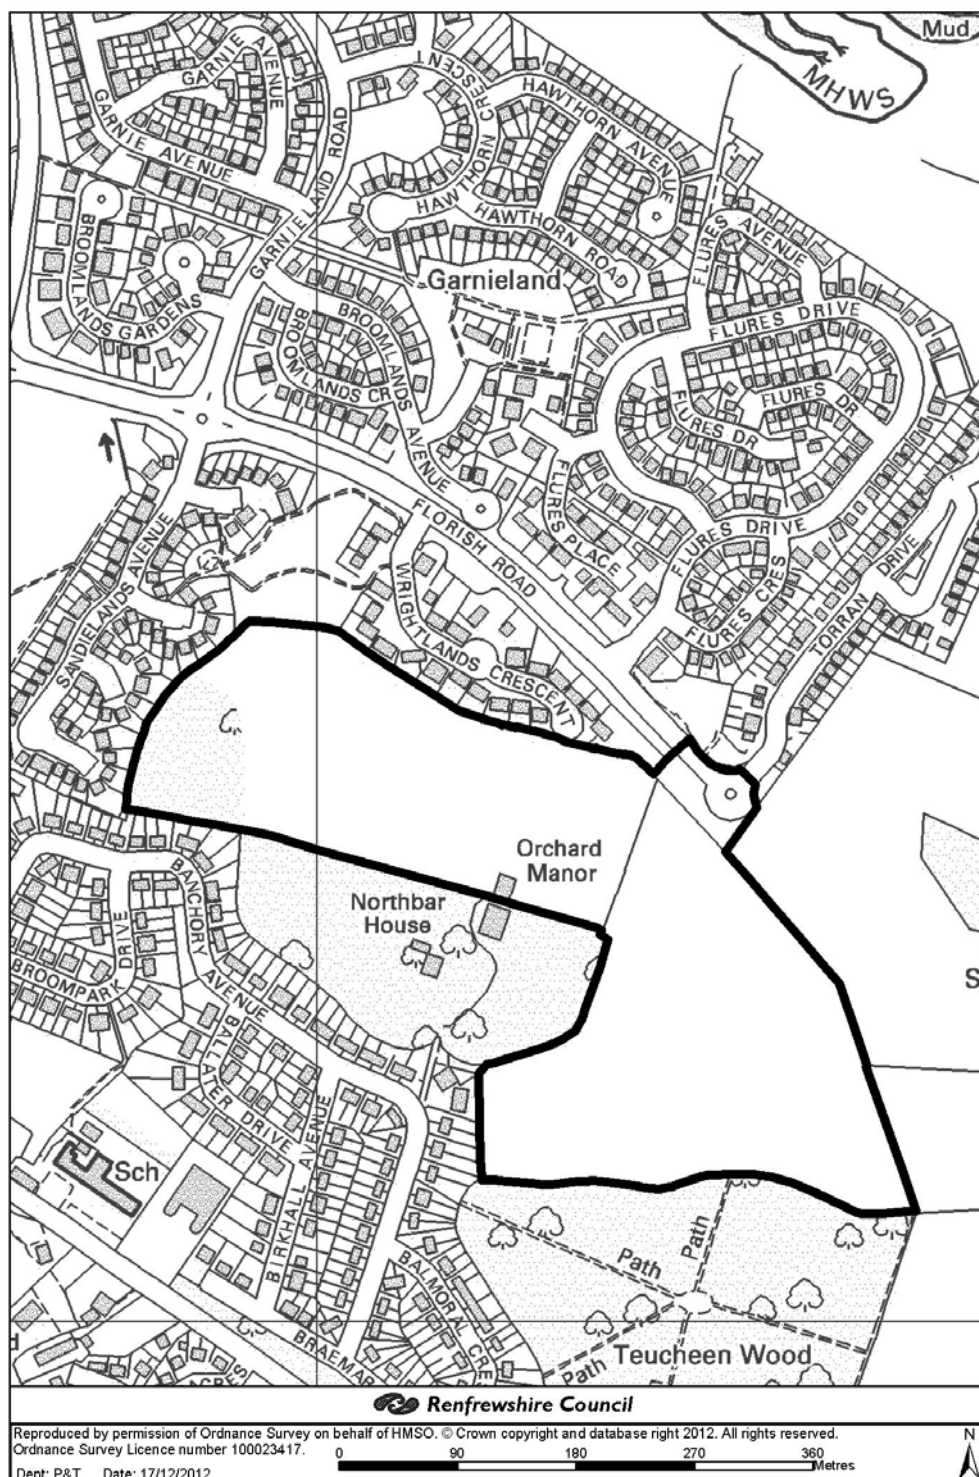 Mud
MHWS
GARNIE AVENUE
GARNIE AVENUE
GARNIELAND ROAD
HAWTHORN CRESCENT
HAWTHORN AVENUE
HAWTHORN ROAD
BROOMLANDS GARDENS
Garnieland
FLURES AVENUE
FLURES DRIVE
FLURES DR
FLURES DR
BROOMLANDS CRES
BROOMLANDS AVENUE
FLORISH ROAD
FLURES PLACE
FLURES DRIVE
FLURES CRES
TORRAN DRIVE
SANDIELANDS AVENUE
WRIGHTLANDS CRESCENT
Orchard
Manor
Northbar
House
BANCHORY AVENUE
BROOMPARK DRIVE
BALLATER DRIVE
BIRKHALL AVENUE
Sch
S
BALMORAL CRE
BRAEMAR
Path
Path
Path
Teucheen Wood
Renfrewshire Council
Reproduced by permission of Ordnance Survey on behalf of HMSO. © Crown copyright and database right 2012. All rights reserved.
Ordnance Survey Licence number 100023417.
N
0 90 180 270 360
Metres
Dept: P&T Date: 17/12/2012